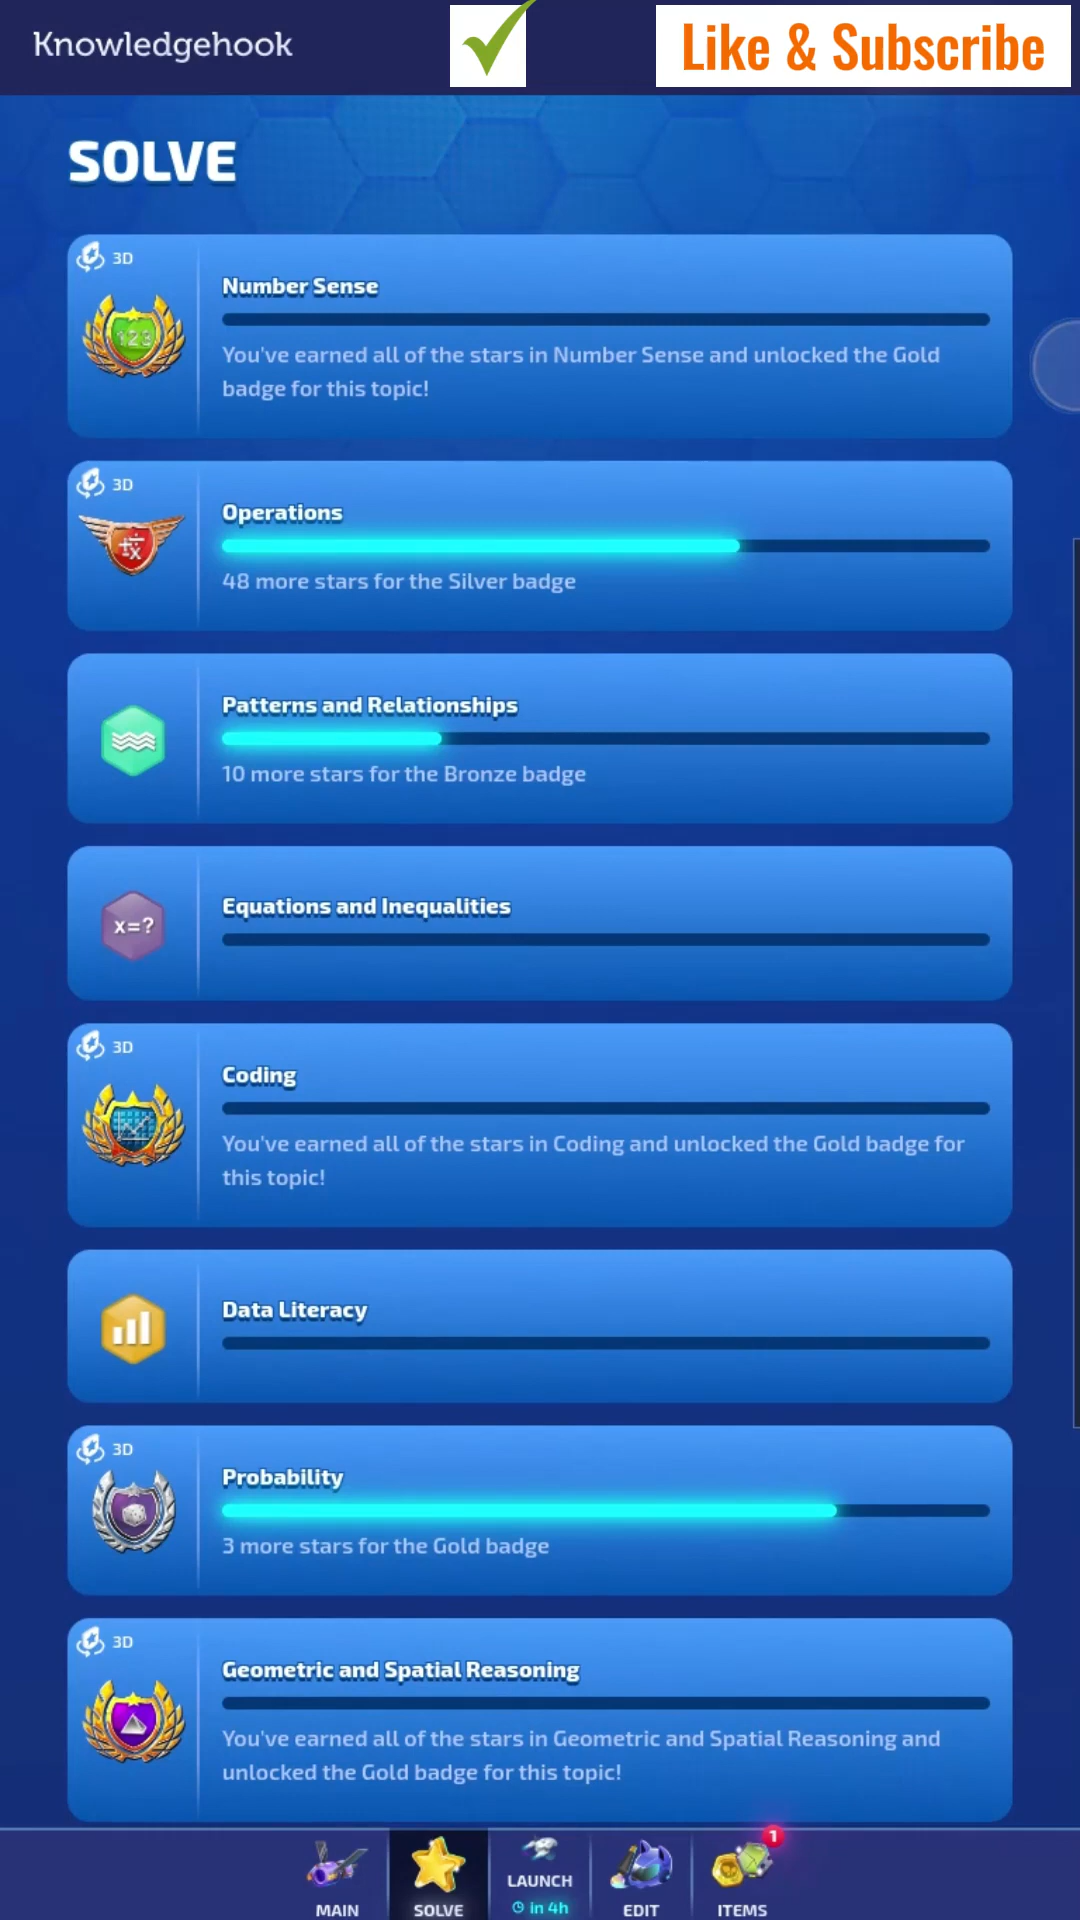 Knowledgehook
Like & Subscribe
SOLVE
3D
123
Number Sense
You've earned all of the stars in Number Sense and unlocked the Gold
badge for this topic!
3D
Operations
48 more stars for the Silver badge
Patterns and Relationships
10 more stars for the Bronze badge
x=?
Equations and Inequalities
3D
Coding
You've earned all of the stars in Coding and unlocked the Gold badge for
this topic!
Data Literacy
3D
Probability
3 more stars for the Gold badge
3D
Geometric and Spatial Reasoning
You've earned all of the stars in Geometric and Spatial Reasoning and
unlocked the Gold badge for this topic!
1
MAIN
SOLVE
LAUNCH
in 4h
EDIT
ITEMS